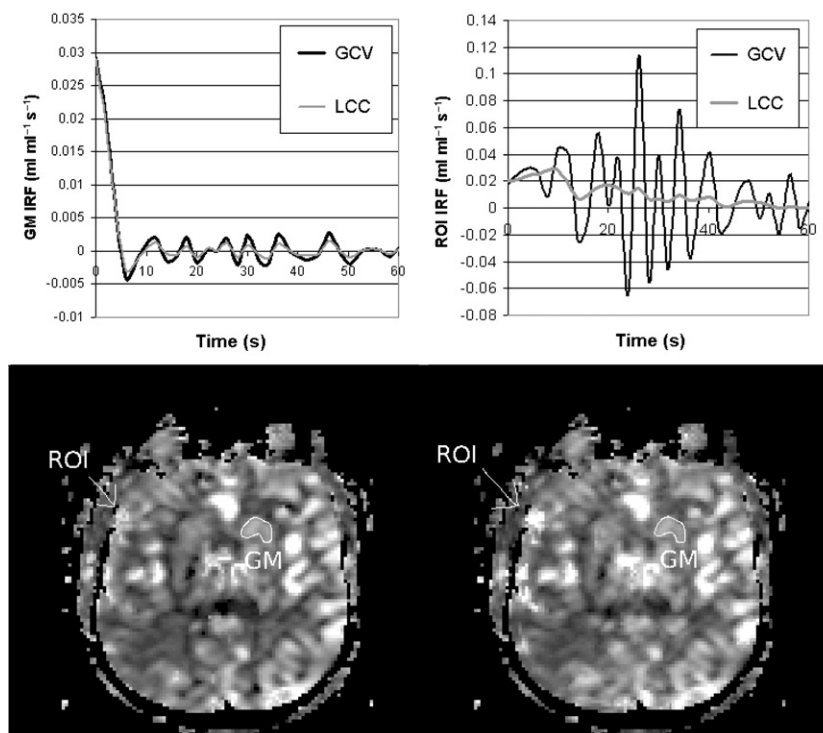 0.035
0.03
0.025
0.02
0.015
0.01
0.005
0
-0.005
-0.01
GM IRF (ml ml⁻¹ s⁻¹)
GCV
LCC
0 10 20 30 40 50 60
Time (s)
0.14
0.12
0.1
0.08
0.06
0.04
0.02
0
-0.02
-0.04
-0.06
-0.08
ROI IRF (ml ml⁻¹ s⁻¹)
GCV
LCC
0 20 40 60
Time (s)
ROI
GM
ROI
GM